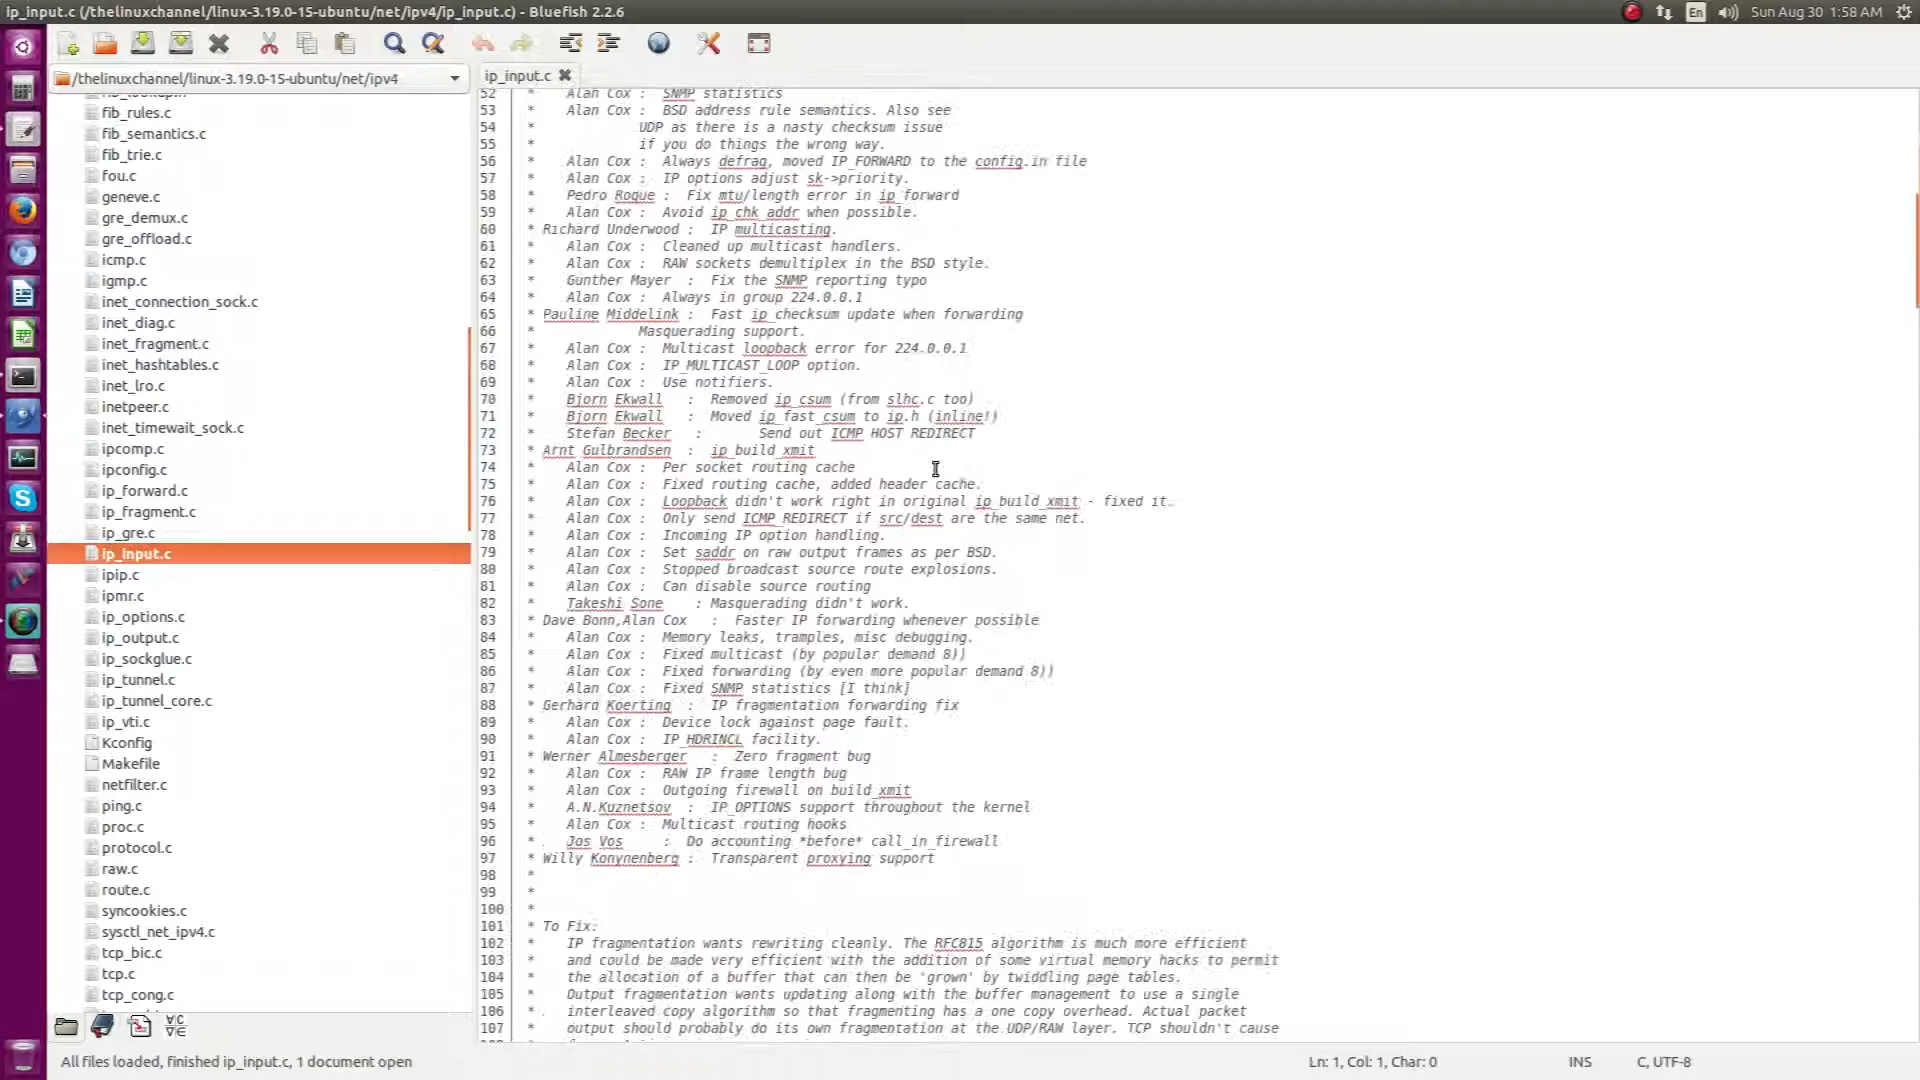 ip_input.c (/thelinuxchannel/linux-3.19.0-15-ubuntu/net/ipv4/ip_input.c) - Bluefish 2.2.6
En
Sun Aug 30 1:58 AM
/thelinuxchannel/linux-3.19.0-15-ubuntu/net/ipv4
ip_input.c
fib_lookup.h
fib_rules.c
fib_semantics.c
fib_trie.c
fou.c
geneve.c
gre_demux.c
gre_offload.c
icmp.c
igmp.c
inet_connection_sock.c
inet_diag.c
inet_fragment.c
inet_hashtables.c
inet_lro.c
inetpeer.c
inet_timewait_sock.c
ipcomp.c
ipconfig.c
ip_forward.c
ip_fragment.c
ip_gre.c
ip_input.c
ipip.c
ipmr.c
ip_options.c
ip_output.c
ip_sockglue.c
ip_tunnel.c
ip_tunnel_core.c
ip_vti.c
Kconfig
Makefile
netfilter.c
ping.c
proc.c
protocol.c
raw.c
route.c
syncookies.c
sysctl_net_ipv4.c
tcp_bic.c
tcp.c
tcp_cong.c
52 * Alan Cox : SNMP statistics
53 * Alan Cox : BSD address rule semantics. Also see
54 * UDP as there is a nasty checksum issue
55 * if you do things the wrong way.
56 * Alan Cox : Always defrag, moved IP_FORWARD to the config.in file
57 * Alan Cox : IP options adjust sk->priority.
58 * Pedro Roque : Fix mtu/length error in ip_forward
59 * Alan Cox : Avoid ip_chk_addr when possible.
60 * Richard Underwood : IP multicasting.
61 * Alan Cox : Cleaned up multicast handlers.
62 * Alan Cox : RAW sockets demultiplex in the BSD style.
63 * Gunther Mayer : Fix the SNMP reporting typo
64 * Alan Cox : Always in group 224.0.0.1
65 * Pauline Middelink : Fast ip_checksum update when forwarding
66 * Masquerading support.
67 * Alan Cox : Multicast loopback error for 224.0.0.1
68 * Alan Cox : IP_MULTICAST_LOOP option.
69 * Alan Cox : Use notifiers.
70 * Bjorn Ekwall : Removed ip_csum (from slhc.c too)
71 * Bjorn Ekwall : Moved ip_fast_csum to ip.h (inline!)
72 * Stefan Becker : Send out ICMP HOST REDIRECT
73 * Arnt Gulbrandsen : ip_build_xmit
74 * Alan Cox : Per socket routing cache
75 * Alan Cox : Fixed routing cache, added header cache.
76 * Alan Cox : Loopback didn't work right in original ip_build_xmit - fixed it.
77 * Alan Cox : Only send ICMP_REDIRECT if src/dest are the same net.
78 * Alan Cox : Incoming IP option handling.
79 * Alan Cox : Set saddr on raw output frames as per BSD.
80 * Alan Cox : Stopped broadcast source route explosions.
81 * Alan Cox : Can disable source routing
82 * Takeshi Sone : Masquerading didn't work.
83 * Dave Bonn,Alan Cox : Faster IP forwarding whenever possible
84 * Alan Cox : Memory leaks, tramples, misc debugging.
85 * Alan Cox : Fixed multicast (by popular demand 8))
86 * Alan Cox : Fixed forwarding (by even more popular demand 8))
87 * Alan Cox : Fixed SNMP statistics [I think]
88 * Gerhard Koerting : IP fragmentation forwarding fix
89 * Alan Cox : Device lock against page fault.
90 * Alan Cox : IP_HDRINCL facility.
91 * Werner Almesberger : Zero fragment bug
92 * Alan Cox : RAW IP frame length bug
93 * Alan Cox : Outgoing firewall on build_xmit
94 * A.N.Kuznetsov : IP_OPTIONS support throughout the kernel
95 * Alan Cox : Multicast routing hooks
96 * Jos Vos : Do accounting *before* call_in_firewall
97 * Willy Konynenberg : Transparent proxying support
98 *
99 *
100 *
101 * To Fix:
102 * IP fragmentation wants rewriting cleanly. The RFC815 algorithm is much more efficient
103 * and could be made very efficient with the addition of some virtual memory hacks to permit
104 * the allocation of a buffer that can then be 'grown' by twiddling page tables.
105 * Output fragmentation wants updating along with the buffer management to use a single
106 * interleaved copy algorithm so that fragmenting has a one copy overhead. Actual packet
107 * output should probably do its own fragmentation at the UDP/RAW layer. TCP shouldn't cause
All files loaded, finished ip_input.c, 1 document open
Ln: 1, Col: 1, Char: 0
INS
C, UTF-8